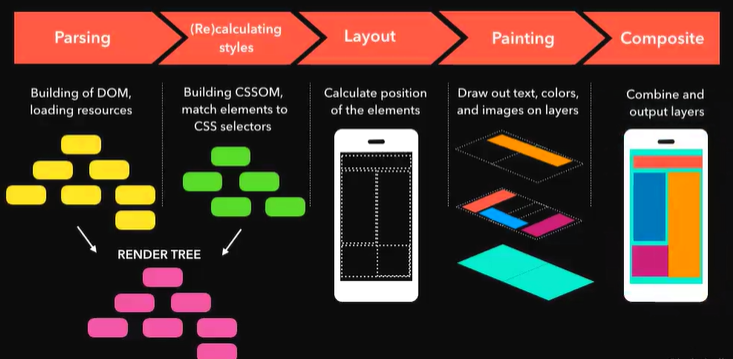 Parsing
(Re)calculating
styles
Layout
Painting
Composite
Building of DOM,
loading resources
Building CSSOM,
match elements to
CSS selectors
Calculate position
of the elements
Draw out text, colors,
and images on layers
Combine and
output layers
RENDER TREE